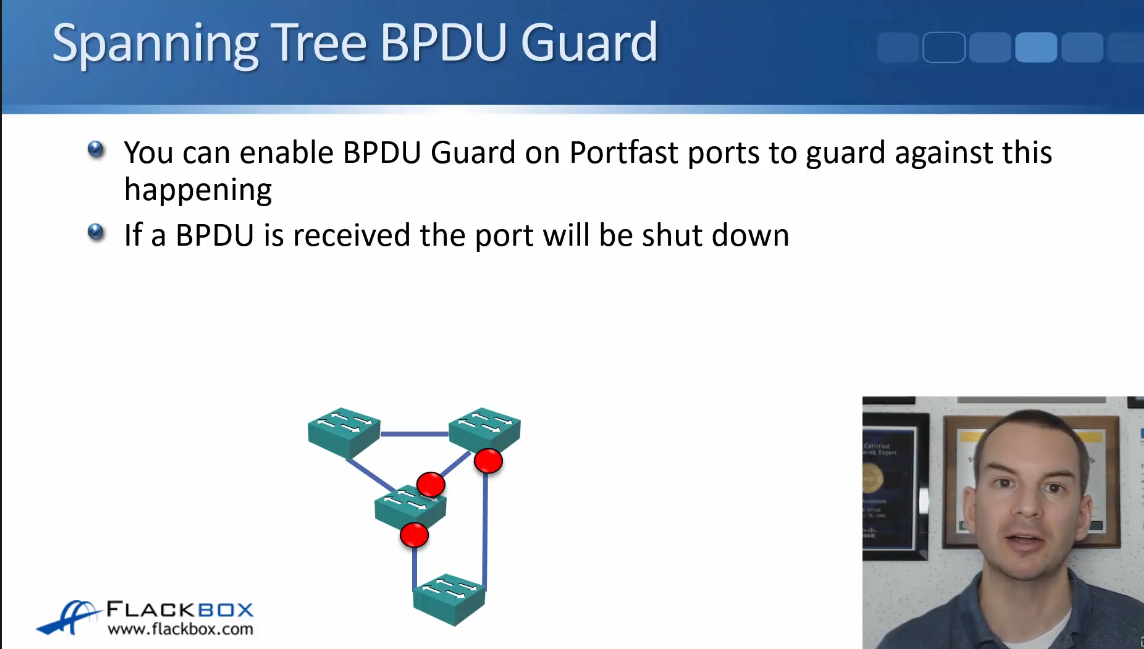 Spanning Tree BPDU Guard
You can enable BPDU Guard on Portfast ports to guard against this
happening
If a BPDU is received the port will be shut down
FLACKBOX
www.flackbox.com